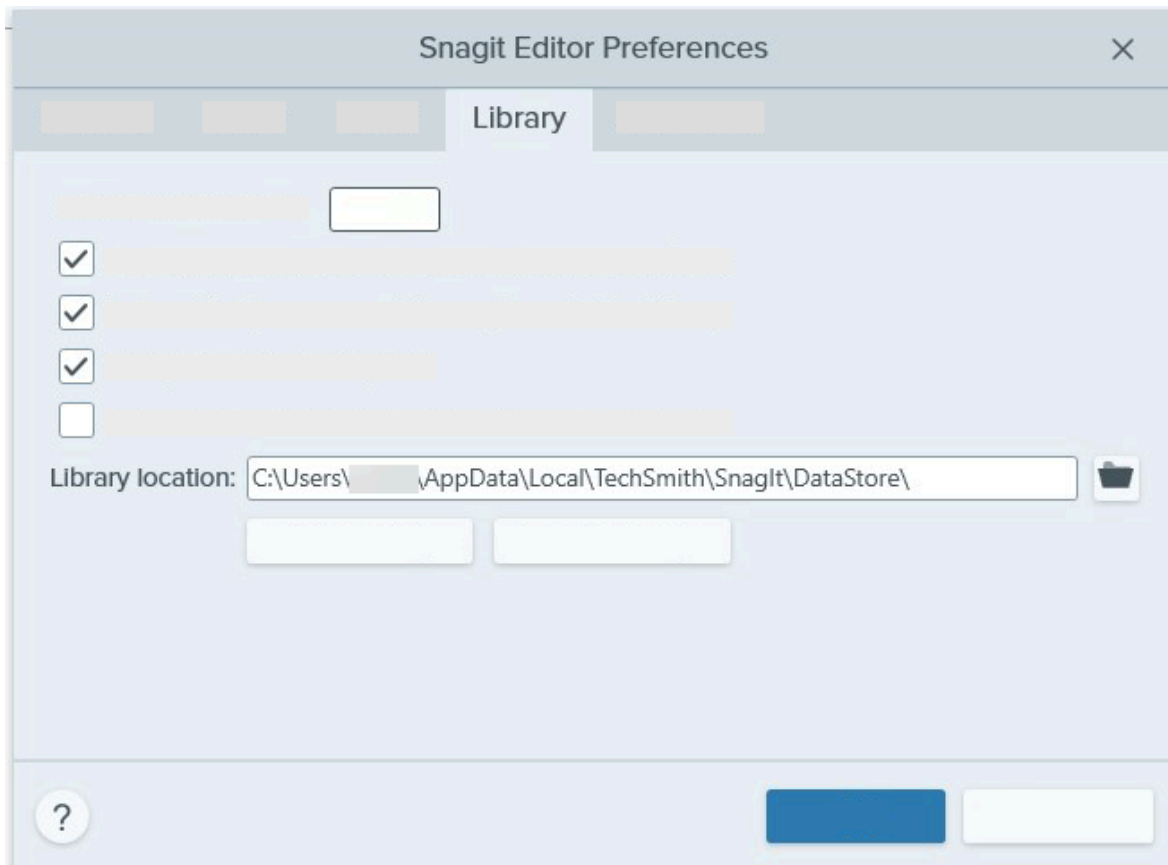 Snagit Editor Preferences
Library
Library location: C:\Users\ \AppData\Local\TechSmith\SnagIt\DataStore\
?